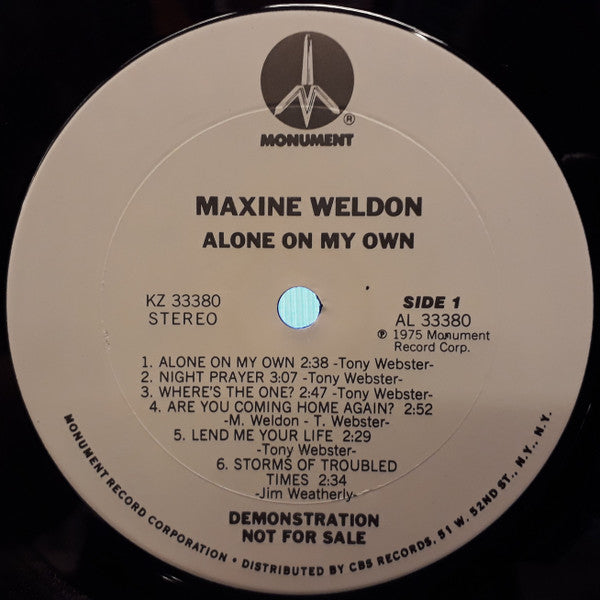 ®
MONUMENT
MAXINE WELDON
ALONE ON MY OWN
KZ 33380
STEREO
SIDE 1
AL 33380
℗ 1975 Monument
Record Corp.
1. ALONE ON MY OWN 2:38 -Tony Webster-
2. NIGHT PRAYER 3:07 -Tony Webster-
3. WHERE'S THE ONE? 2:47 -Tony Webster-
4. ARE YOU COMING HOME AGAIN? 2:52
-M. Weldon - T. Webster-
5. LEND ME YOUR LIFE 2:29
-Tony Webster-
6. STORMS OF TROUBLED
TIMES 2:34
-Jim Weatherly-
DEMONSTRATION
NOT FOR SALE
MONUMENT RECORD CORPORATION • DISTRIBUTED BY CBS RECORDS, 51 W. 52ND ST., N.Y., N.Y.